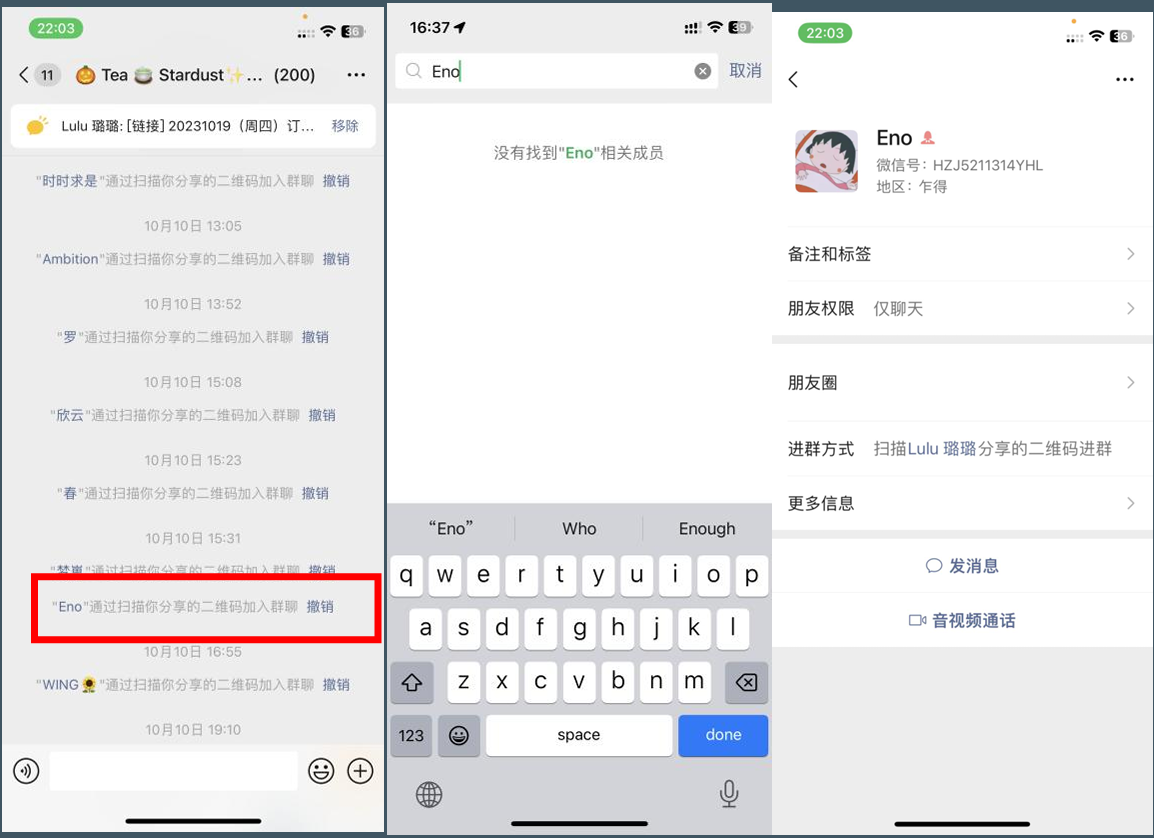 22:03
36
11
Tea Stardust... (200)
Lulu 璐璐: [链接] 20231019（周四）订...
移除
"时时求是"通过扫描你分享的二维码加入群聊 撤销
10月10日 13:05
"Ambition"通过扫描你分享的二维码加入群聊 撤销
10月10日 13:52
"罗"通过扫描你分享的二维码加入群聊 撤销
10月10日 15:08
"欣云"通过扫描你分享的二维码加入群聊 撤销
10月10日 15:23
"春"通过扫描你分享的二维码加入群聊 撤销
10月10日 15:31
"梦嵐"通过扫描你分享的二维码加入群聊 撤销
"Eno"通过扫描你分享的二维码加入群聊 撤销
10月10日 16:55
"WING🌻"通过扫描你分享的二维码加入群聊 撤销
10月10日 19:10
16:37
39
Eno
取消
没有找到"Eno"相关成员
“Eno”
Who
Enough
q w e r t y u i o p
a s d f g h j k l
z x c v b n m
123
space
done
22:03
36
Eno
微信号：HZJ5211314YHL
地区：乍得
备注和标签
朋友权限 仅聊天
朋友圈
进群方式 扫描Lulu 璐璐分享的二维码进群
更多信息
发消息
音视频通话